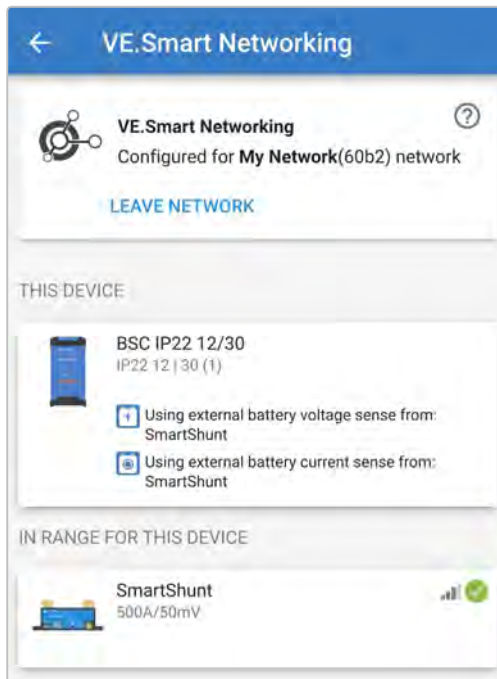 VE.Smart Networking
VE.Smart Networking
Configured for My Network(60b2) network
LEAVE NETWORK
THIS DEVICE
BSC IP22 12/30
IP22 12 | 30 (1)
Using external battery voltage sense from:
SmartShunt
Using external battery current sense from:
SmartShunt
IN RANGE FOR THIS DEVICE
SmartShunt
500A/50mV